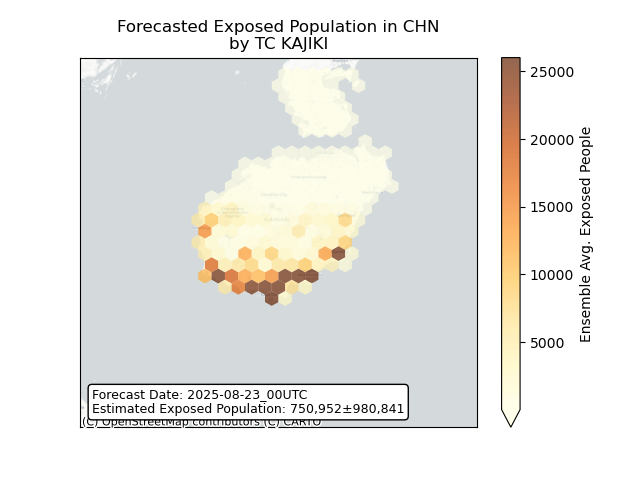 Forecasted Exposed Population in CHN
by TC KAJIKI
25000
20000
15000
10000
5000
Ensemble Avg. Exposed People
Forecast Date: 2025-08-23_00UTC
Estimated Exposed Population: 750,952±980,841
(C) OpenStreetMap contributors (C) CARTO